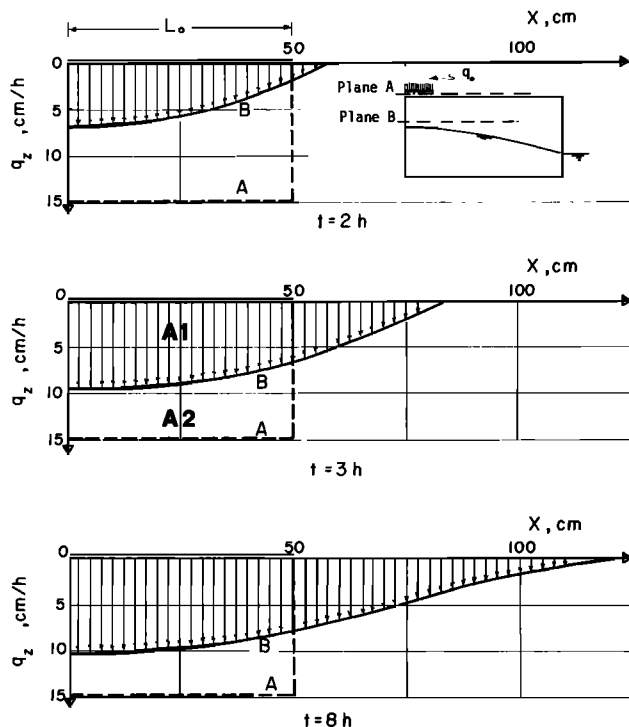 L₀
X , cm
0
50
100
q₀
Plane A
Plane B
5
B
q_z , cm/h
10
A
15
t = 2 h
X , cm
0
50
100
A1
5
q_z , cm/h
B
10
A2
A
15
t = 3 h
X , cm
0
50
100
5
q_z , cm/h
B
10
A
15
t = 8 h